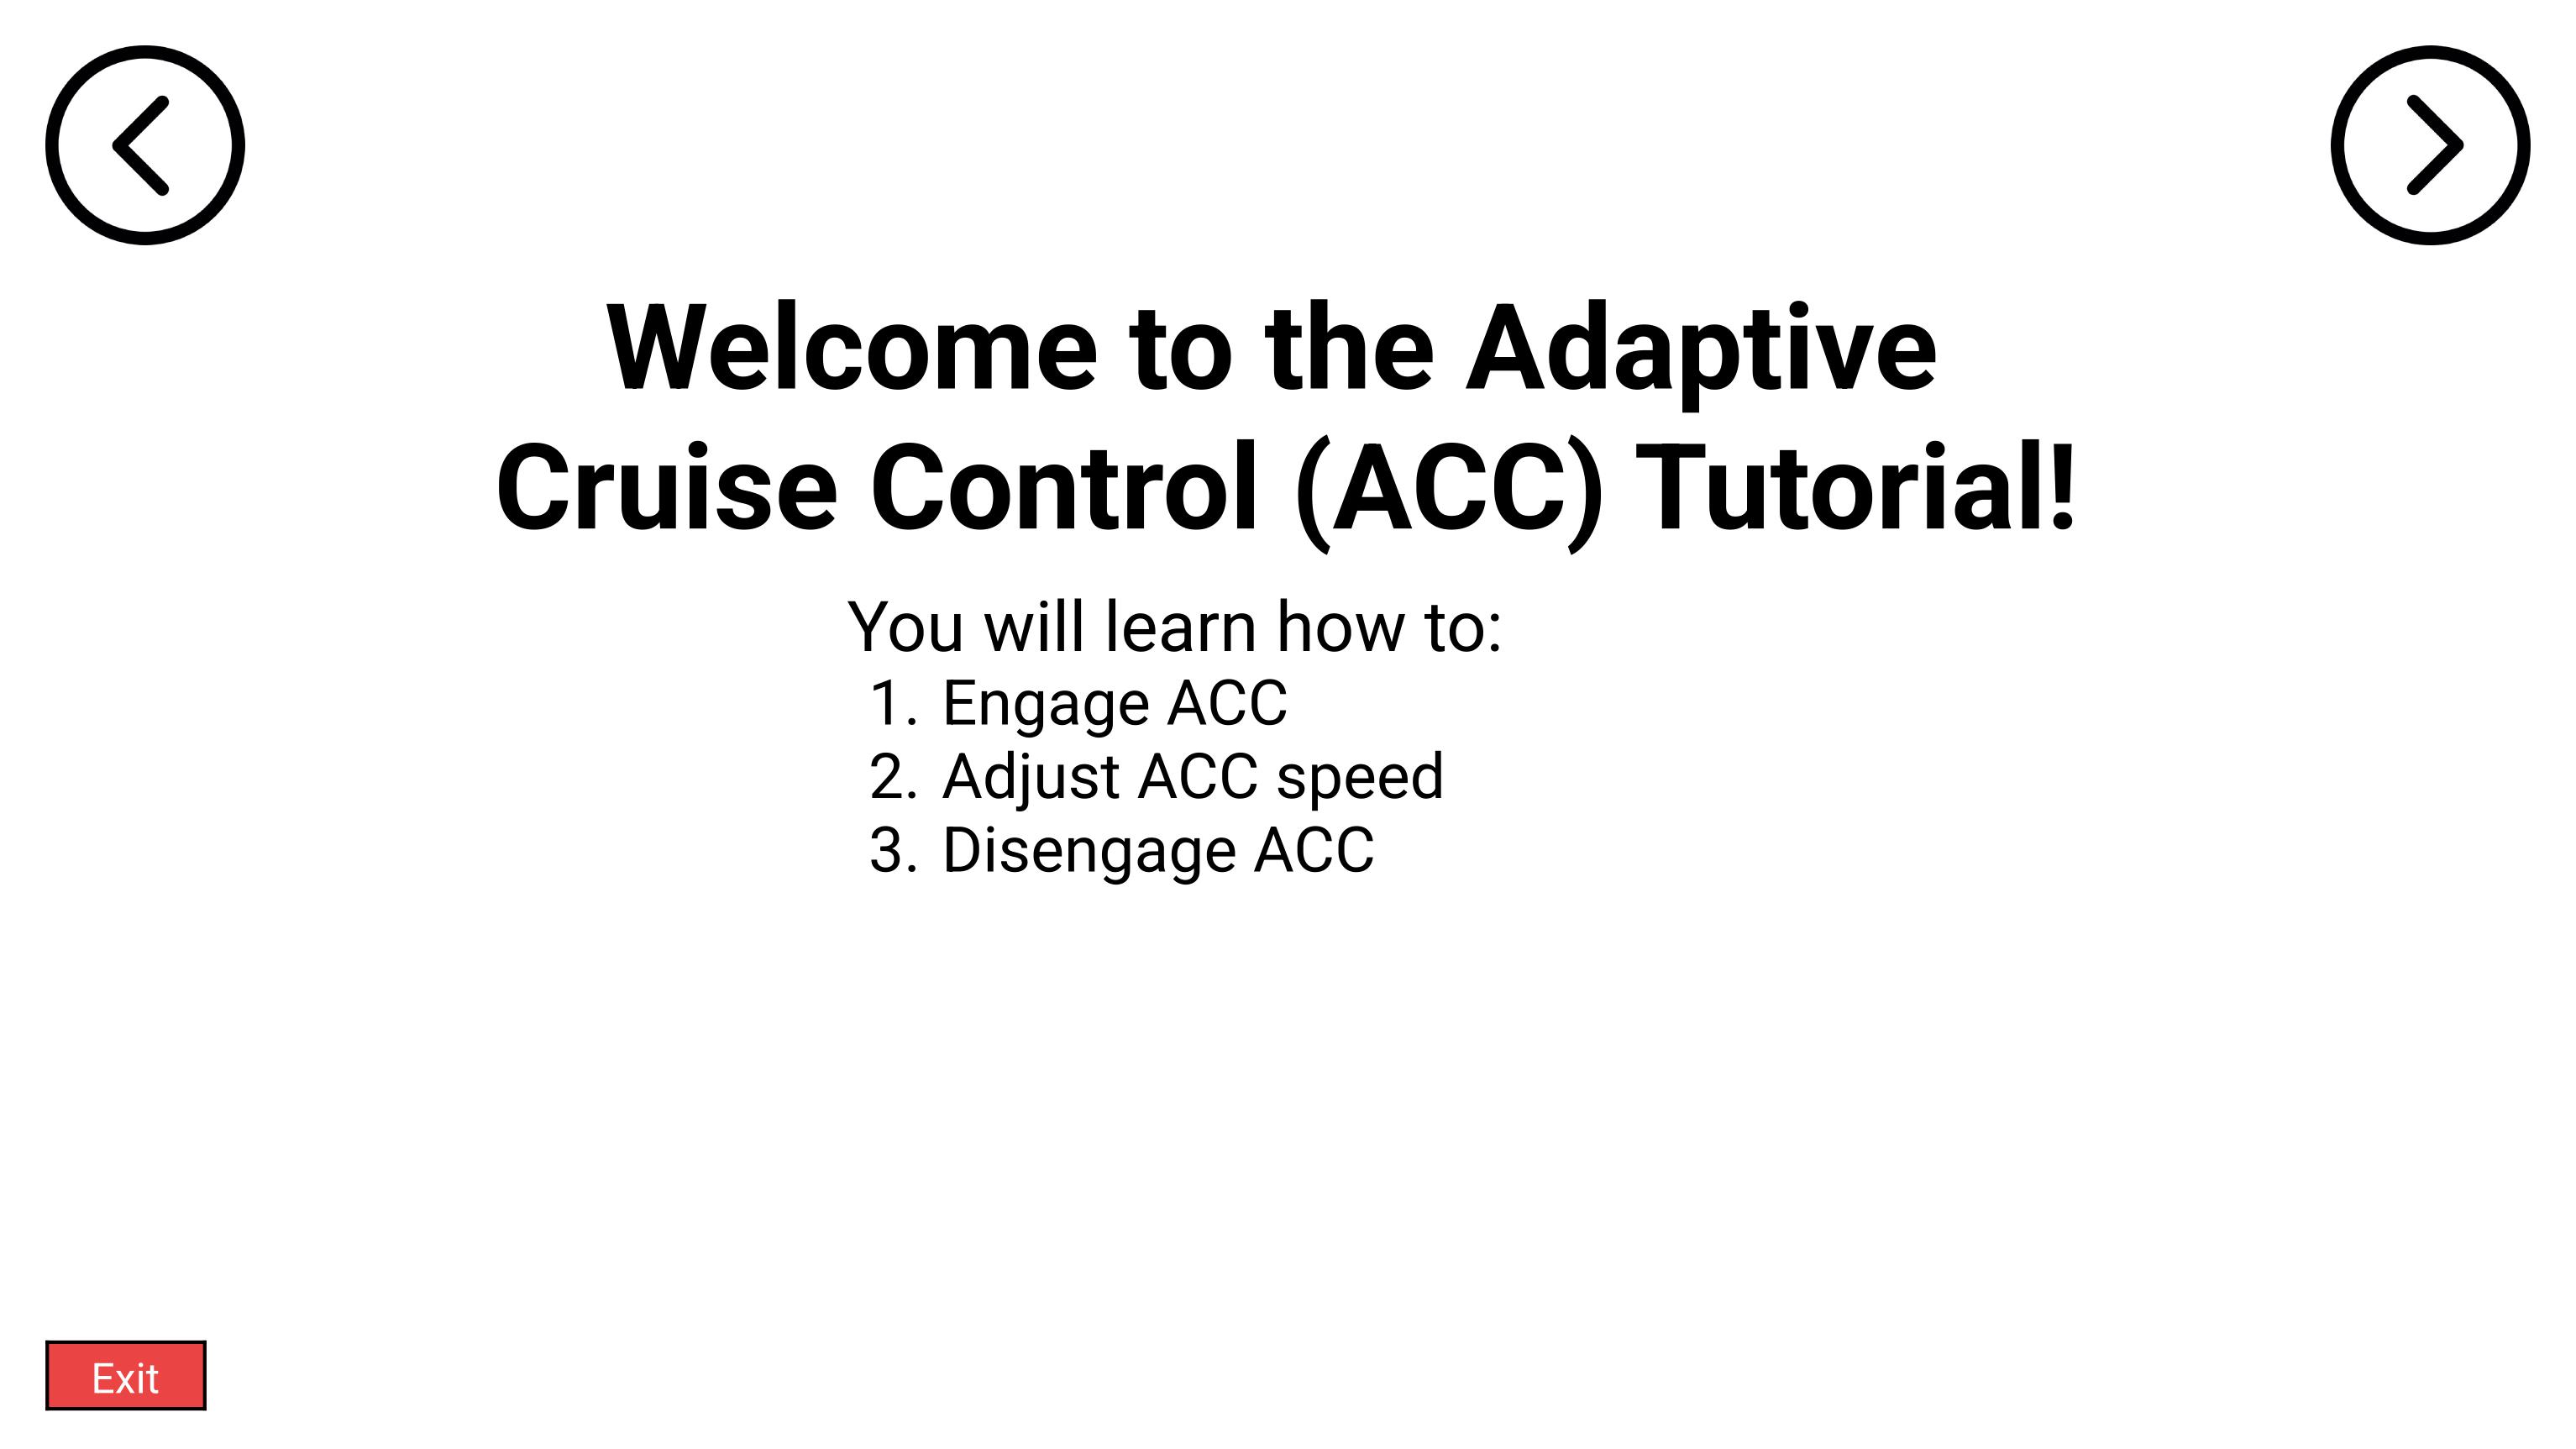 Welcome to the Adaptive
Cruise Control (ACC) Tutorial!
You will learn how to:
1. Engage ACC
2. Adjust ACC speed
3. Disengage ACC
Exit